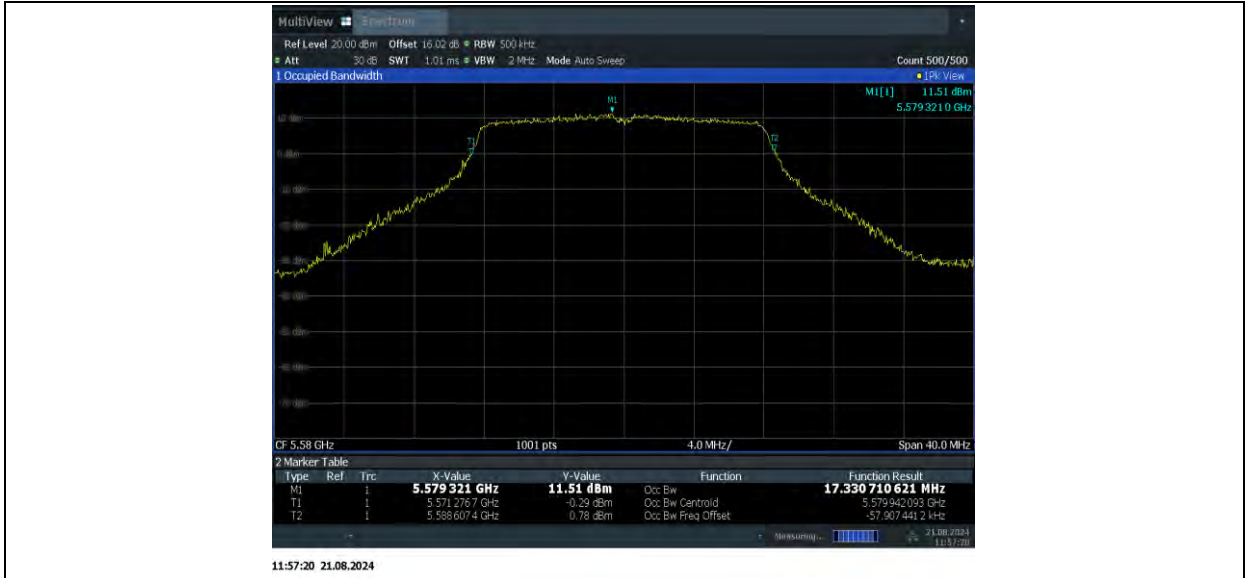 MultiView Spectrum
Ref Level 20.00 dBm Offset 16.02 dB RBW 500 kHz
Att 30 dB SWT 1.01 ms VBW 2 MHz Mode Auto Sweep Count 500/500
1 Occupied Bandwidth 1Pk View
M1[1] 11.51 dBm
5.5793210 GHz
M1
T1
T2
CF 5.58 GHz 1001 pts 4.0 MHz/ Span 40.0 MHz
2 Marker Table
Type Ref Trc X-Value Y-Value Function Function Result
M1 1 5.579 321 GHz 11.51 dBm Occ Bw 17.330 710 621 MHz
T1 1 5.571 276 7 GHz -0.29 dBm Occ Bw Centroid 5.579 942 093 GHz
T2 1 5.588 607 4 GHz 0.78 dBm Occ Bw Freq Offset -57.907 441 2 kHz
Measuring... 21.08.2024
11:57:20
11:57:20 21.08.2024